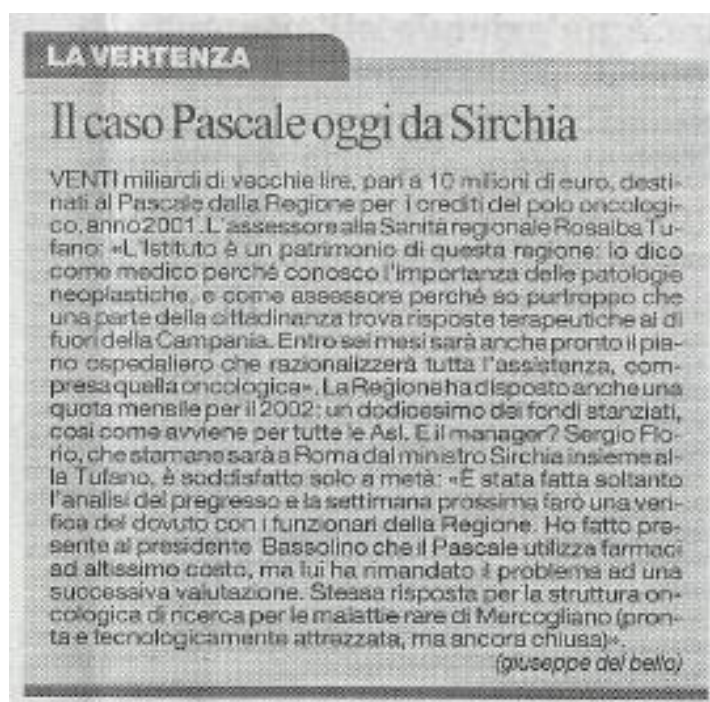 LA VERTENZA
Il caso Pascale oggi da Sirchia
VENTI miliardi di vecchie lire, pari a 10 milioni di euro, desti-
nati al Pascale dalla Regione per i crediti del polo oncologi-
co, anno 2001. L'assessore alla Sanità regionale Rosalba Tu-
fano: «L'Istituto è un patrimonio di questa regione: lo dico
come medico perché conosco l'importanza delle patologie
neoplastiche, e come assessore perché so purtroppo che
una parte della cittadinanza trova risposte terapeutiche al di
fuori della Campania. Entro sei mesi sarà anche pronto il pia-
no ospedaliero che razionalizzerà tutta l'assistenza, com-
presa quella oncologica». La Regione ha disposto anche una
quota mensile per il 2002: un dodicesimo dei fondi stanziati,
così come avviene per tutte le Asl. E il manager? Sergio Flo-
rio, che stamane sarà a Roma dal ministro Sirchia insieme al-
la Tufano, è soddisfatto solo a metà: «È stata fatta soltanto
l'analisi del pregresso e la settimana prossima farò una veri-
fica del dovuto con i funzionari della Regione. Ho fatto pre-
sente al presidente Bassolino che il Pascale utilizza farmaci
ad altissimo costo, ma lui ha rimandato il problema ad una
successiva valutazione. Stessa risposta per la struttura on-
cologica di ricerca per le malattie rare di Mercogliano (pron-
ta e tecnologicamente attrezzata, ma ancora chiusa)».
(giuseppe del bello)